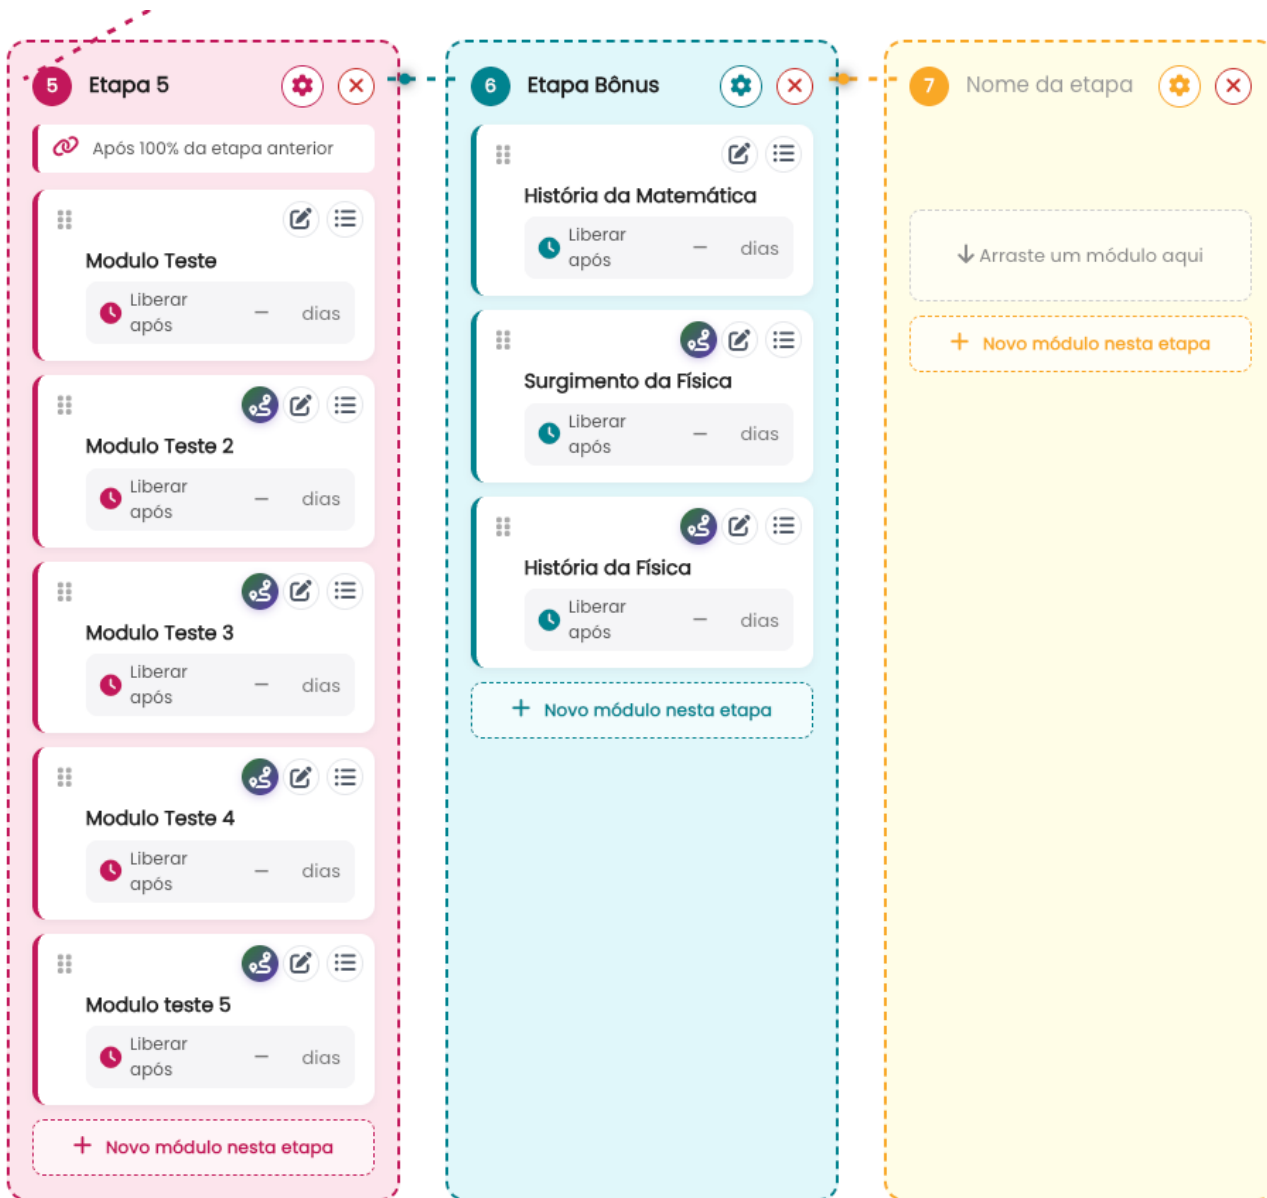 5 Etapa 5
Após 100% da etapa anterior
Modulo Teste
Liberar
após – dias
Modulo Teste 2
Liberar
após – dias
Modulo Teste 3
Liberar
após – dias
Modulo Teste 4
Liberar
após – dias
Modulo teste 5
Liberar
após – dias
+ Novo módulo nesta etapa
6 Etapa Bônus
História da Matemática
Liberar
após – dias
Surgimento da Física
Liberar
após – dias
História da Física
Liberar
após – dias
+ Novo módulo nesta etapa
7 Nome da etapa
Arraste um módulo aqui
+ Novo módulo nesta etapa